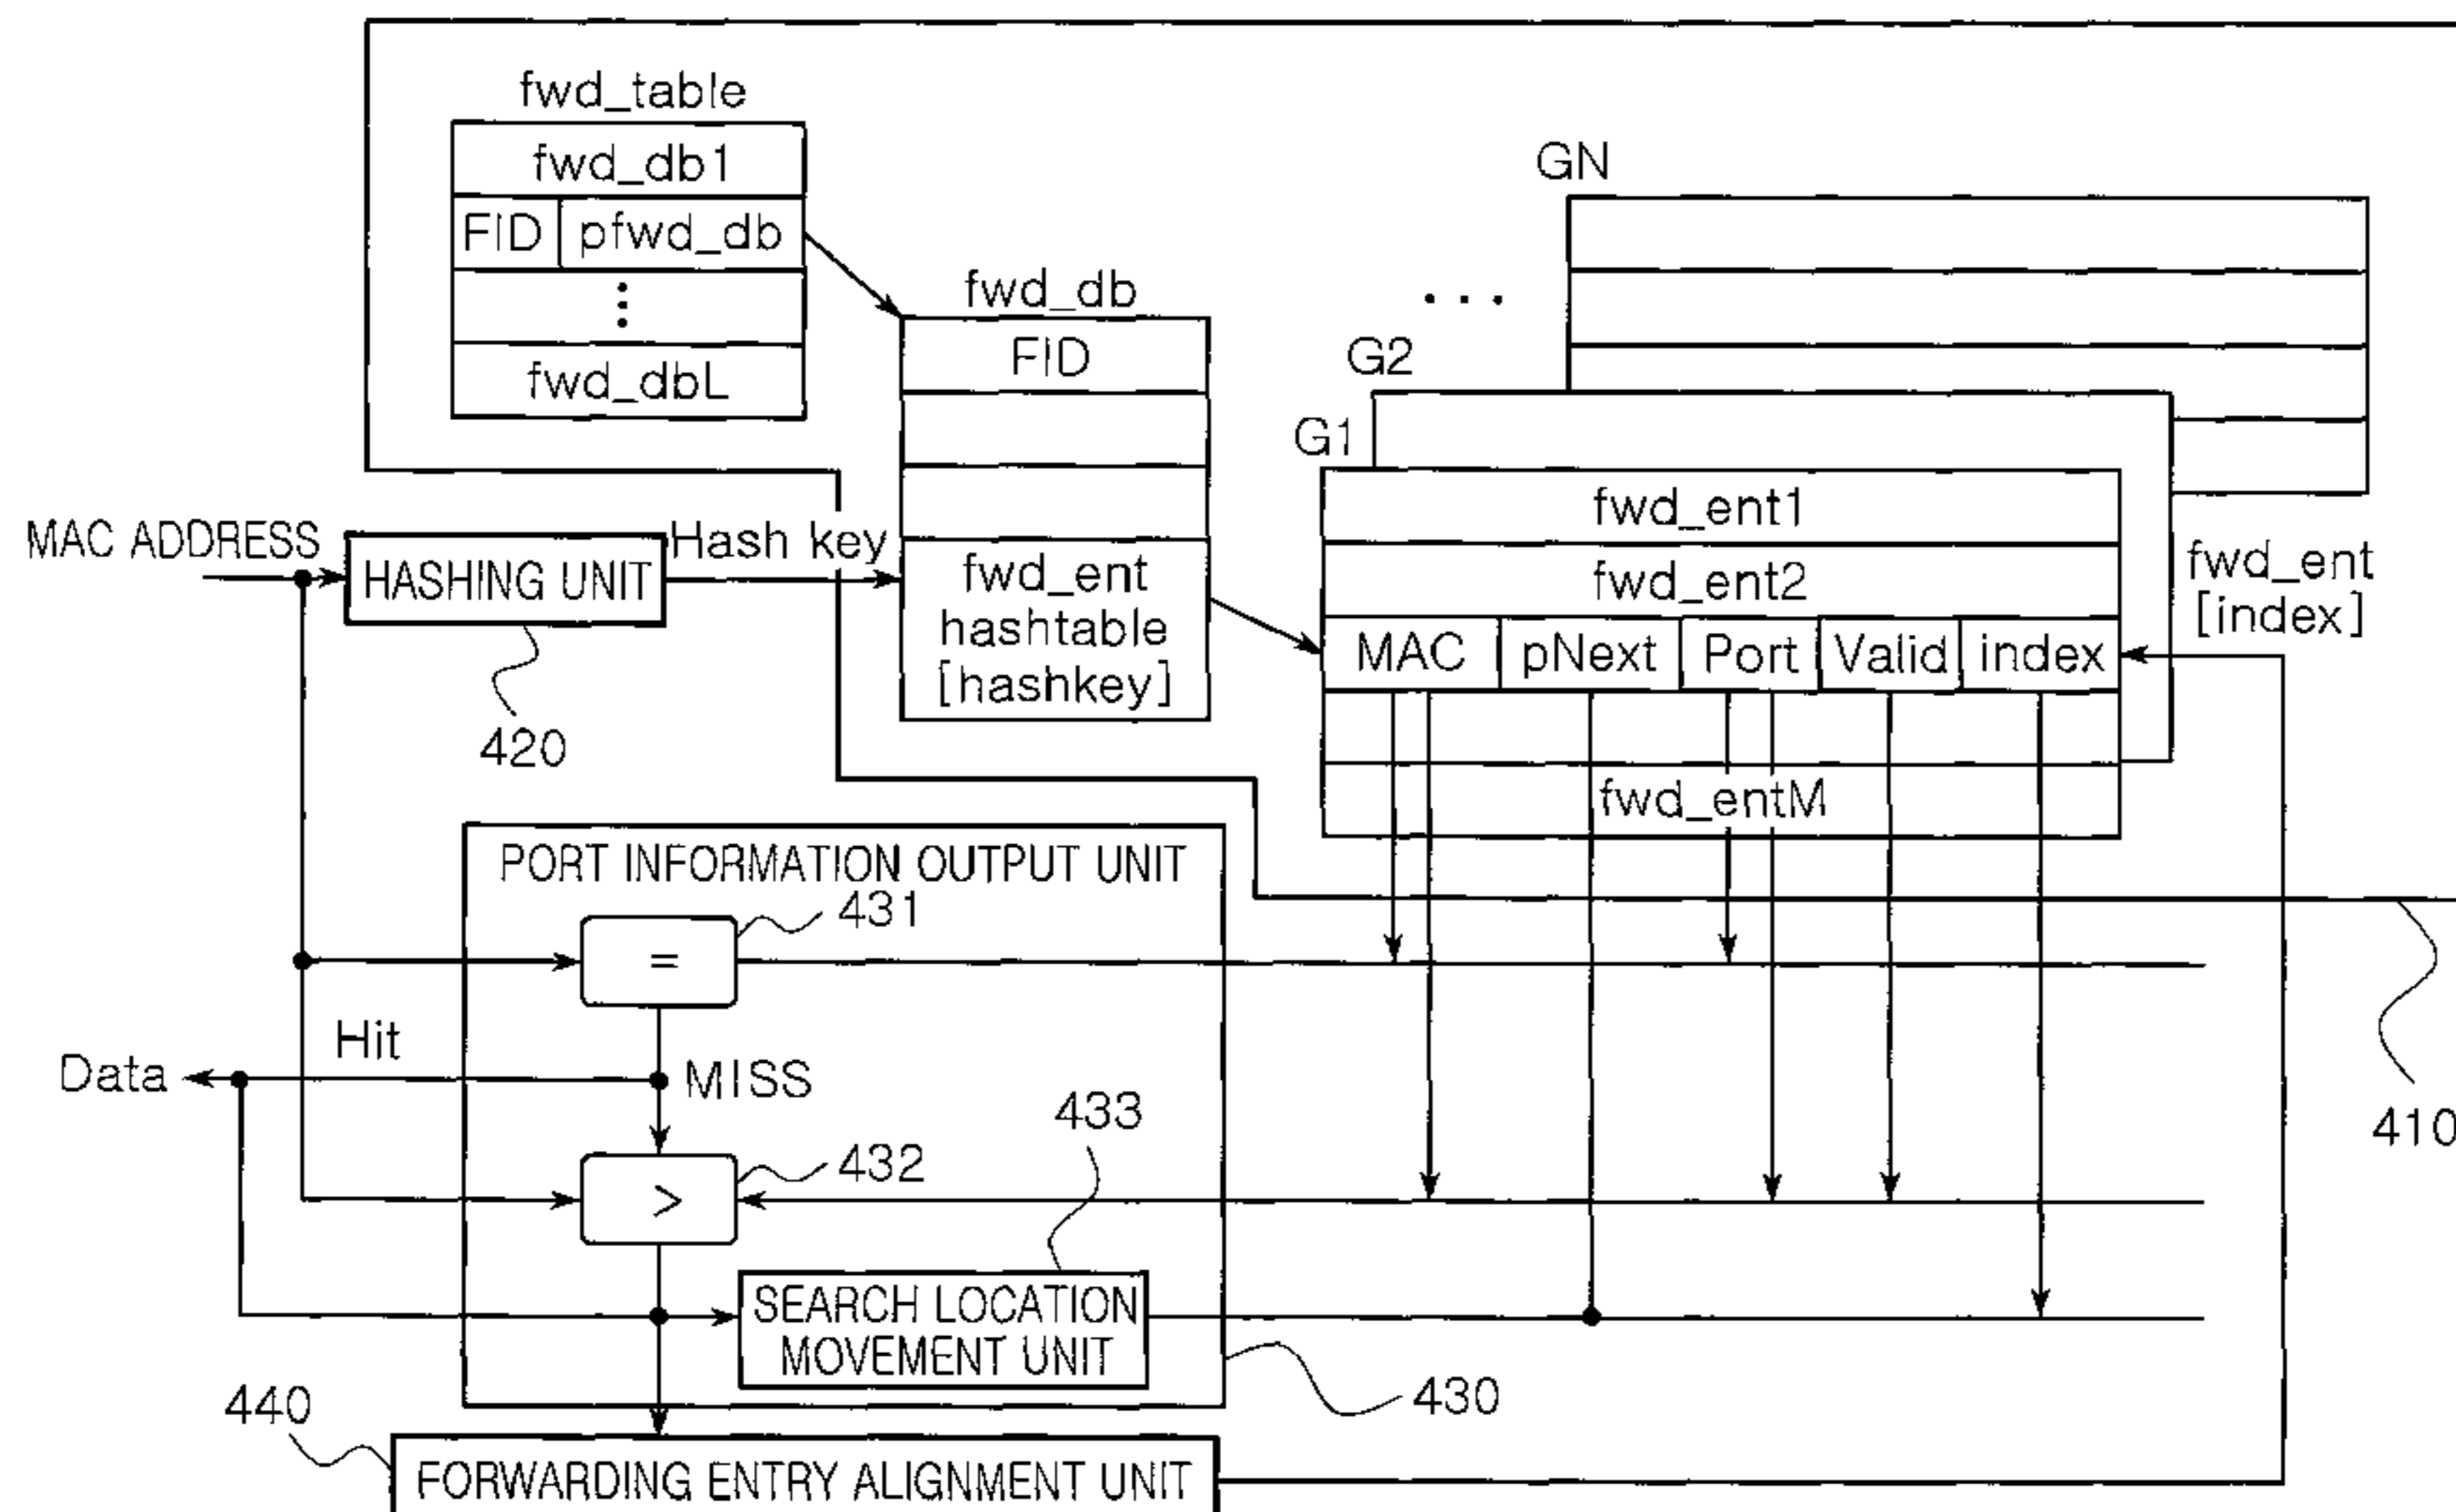 fwd_table
fwd_db1
FID pfwd_db
⋮
fwd_dbL
GN
. . .
fwd_db
FID
G2
G1
fwd_ent1
fwd_ent2
MAC pNext Port Valid index
fwd_entM
fwd_ent
[index]
MAC ADDRESS
HASHING UNIT
Hash key
fwd_ent
hashtable
[hashkey]
420
PORT INFORMATION OUTPUT UNIT
431
=
Hit
Data
MISS
433
410
432
>
SEARCH LOCATION
MOVEMENT UNIT
430
440
FORWARDING ENTRY ALIGNMENT UNIT